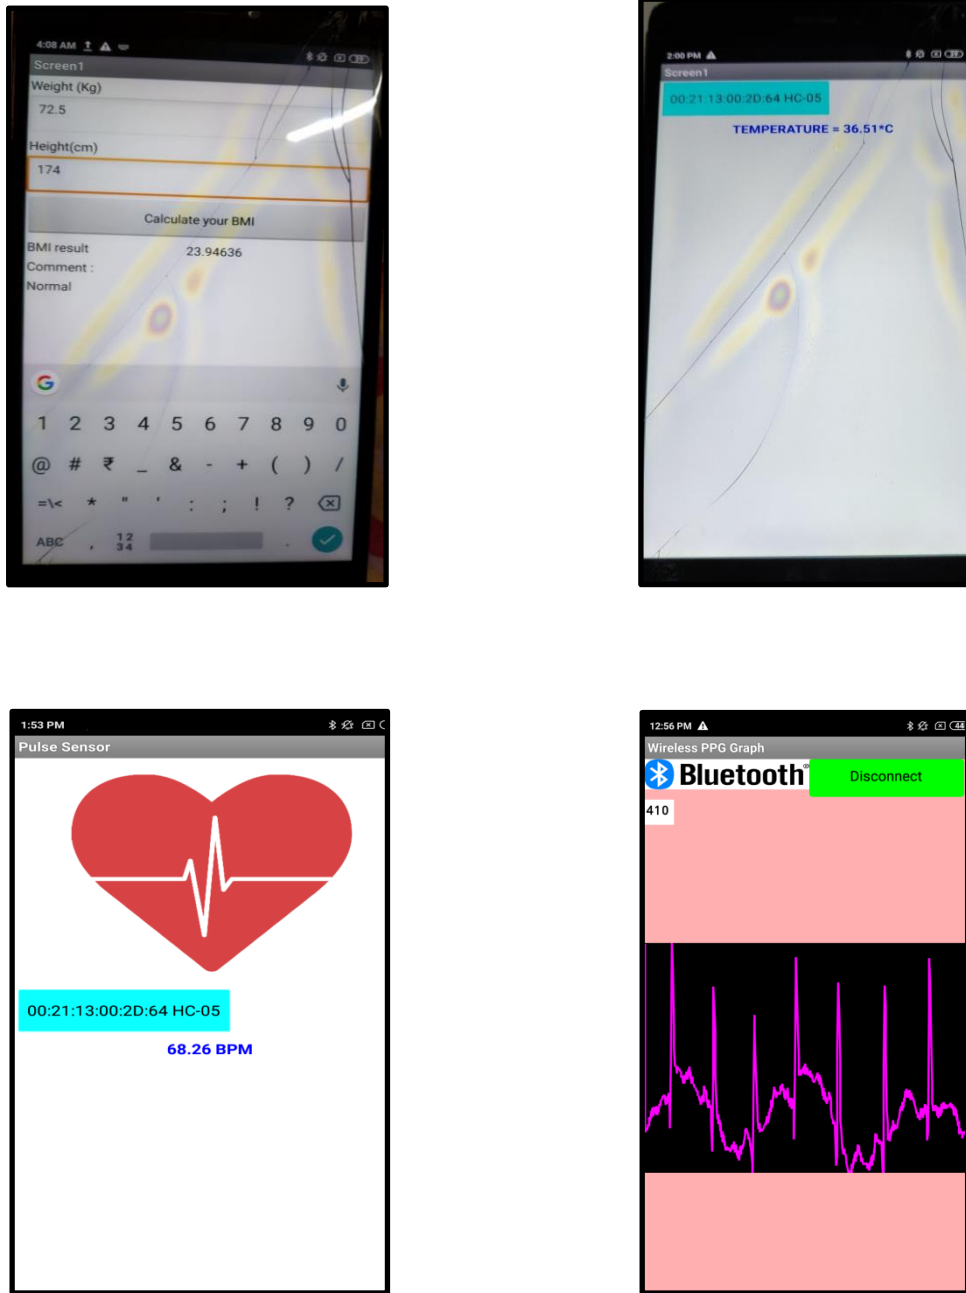 4:08 AM
Screen1
Weight (Kg)
72.5
Height(cm)
174
Calculate your BMI
BMI result 23.94636
Comment :
Normal
1 2 3 4 5 6 7 8 9 0
@ # ₹ _ & - + ( ) /
=\< * " ' : ; ! ?
ABC , 12 34 .
2:00 PM
Screen1
00:21:13:00:2D:64 HC-05
TEMPERATURE = 36.51*C
1:53 PM
Pulse Sensor
00:21:13:00:2D:64 HC-05
68.26 BPM
12:56 PM 44
Wireless PPG Graph
Bluetooth® Disconnect
410